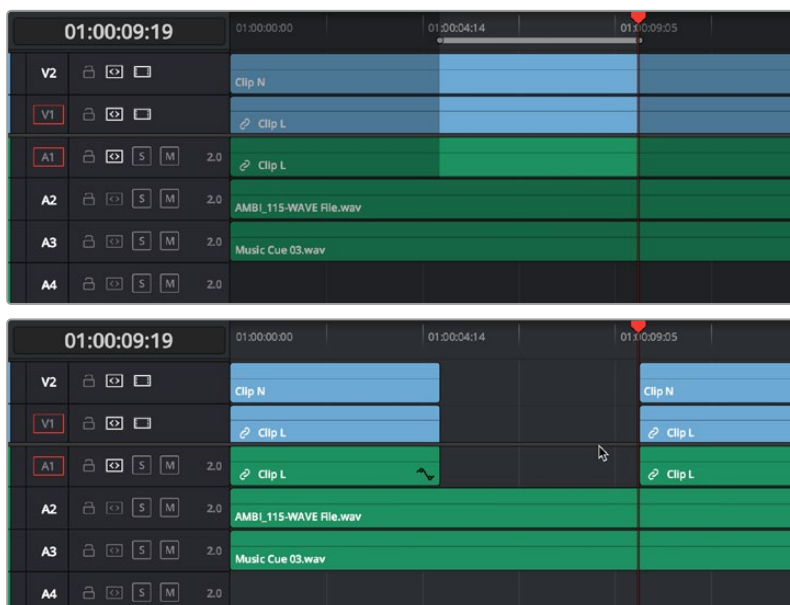 01:00:09:19 01:00:00:00 01:00:04:14 01:00:09:05
V2 Clip N
V1 Clip L
A1 S M 2.0 Clip L
A2 S M 2.0 AMBI_115-WAVE File.wav
A3 S M 2.0 Music Cue 03.wav
A4 S M 2.0
01:00:09:19 01:00:00:00 01:00:04:14 01:00:09:05
V2 Clip N Clip N
V1 Clip L Clip L
A1 S M 2.0 Clip L Clip L
A2 S M 2.0 AMBI_115-WAVE File.wav
A3 S M 2.0 Music Cue 03.wav
A4 S M 2.0